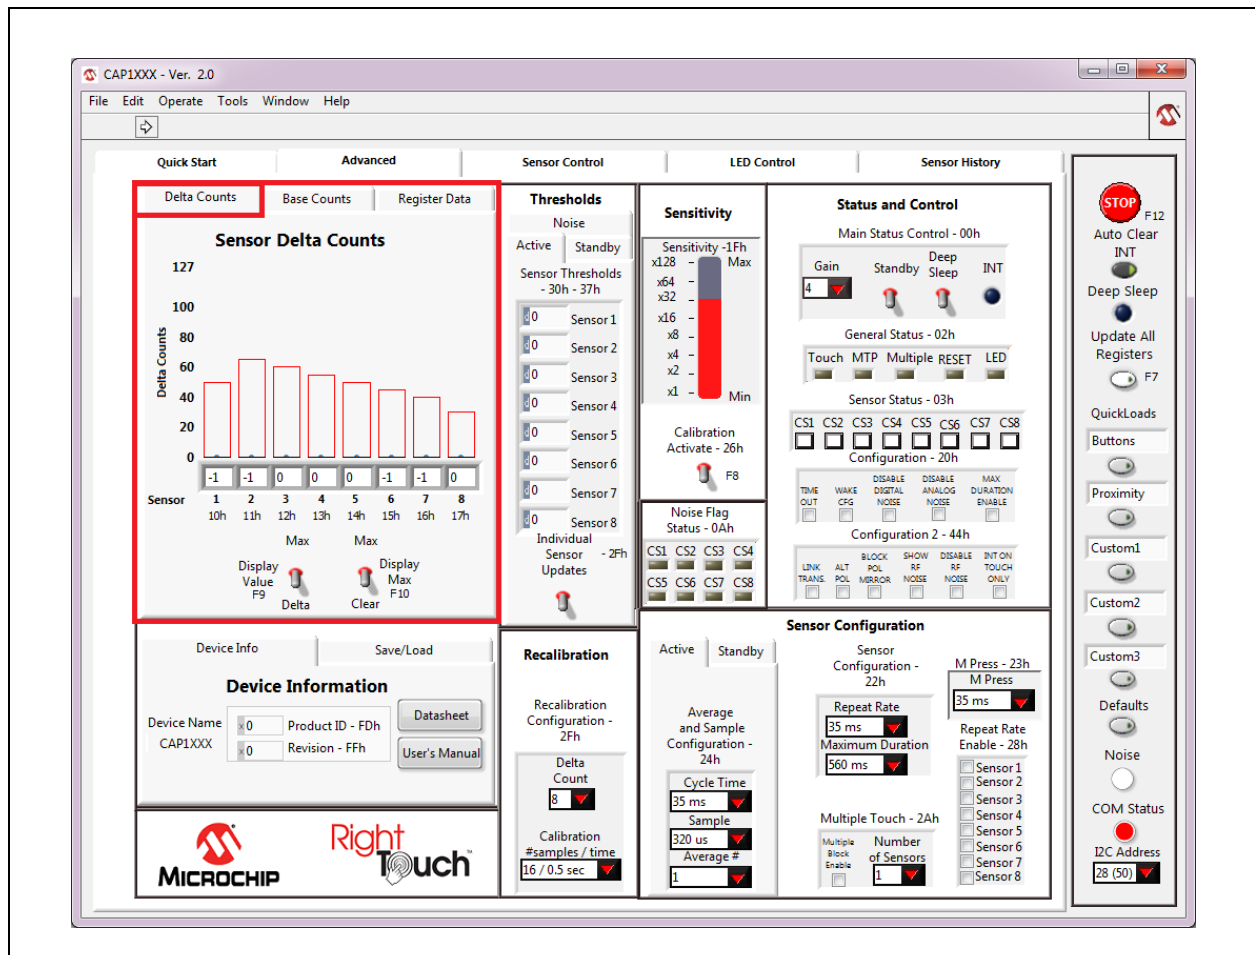 CAP1XXX - Ver. 2.0
File Edit Operate Tools Window Help
Quick Start Advanced Sensor Control LED Control Sensor History
Delta Counts Base Counts Register Data
Sensor Delta Counts
127
100
80
60
40
20
0
Delta Counts
-1 -1 0 0 0 -1 -1 0
Sensor 1 2 3 4 5 6 7 8
10h 11h 12h 13h 14h 15h 16h 17h
Max Max
Display
Value
F9
Delta
Display
Max
F10
Clear
Thresholds
Noise
Active Standby
Sensor Thresholds
- 30h - 37h
d 0 Sensor 1
d 0 Sensor 2
d 0 Sensor 3
d 0 Sensor 4
d 0 Sensor 5
d 0 Sensor 6
d 0 Sensor 7
d 0 Sensor 8
Individual
Sensor - 2Fh
Updates
Sensitivity
Sensitivity -1Fh
x128 Max
x64
x32
x16
x8
x4
x2
x1 Min
Calibration
Activate - 26h
F8
Noise Flag
Status - 0Ah
CS1 CS2 CS3 CS4
CS5 CS6 CS7 CS8
Status and Control
Main Status Control - 00h
Gain
4
Standby
Deep
Sleep
INT
General Status - 02h
Touch MTP Multiple RESET LED
Sensor Status - 03h
CS1 CS2 CS3 CS4 CS5 CS6 CS7 CS8
Configuration - 20h
TIME
OUT
WAKE
CFG
DISABLE
DIGITAL
NOISE
DISABLE
ANALOG
NOISE
MAX
DURATION
ENABLE
Configuration 2 - 44h
LINK
TRANS.
ALT
POL
BLOCK
POL
MIRROR
SHOW
RF
NOISE
DISABLE
RF
NOISE
INT ON
TOUCH
ONLY
Device Info Save/Load
Device Information
Device Name
CAP1XXX
x 0 Product ID - FDh
x 0 Revision - FFh
Datasheet
User's Manual
MICROCHIP
Right
Touch
Recalibration
Recalibration
Configuration -
2Fh
Delta
Count
8
Calibration
#samples / time
16 / 0.5 sec
Sensor Configuration
Active Standby
Average
and Sample
Configuration -
24h
Cycle Time
35 ms
Sample
320 us
Average #
1
Sensor
Configuration -
22h
Repeat Rate
35 ms
Maximum Duration
560 ms
Multiple Touch - 2Ah
Multiple
Block
Enable
Number
of Sensors
1
M Press - 23h
M Press
35 ms
Repeat Rate
Enable - 28h
Sensor 1
Sensor 2
Sensor 3
Sensor 4
Sensor 5
Sensor 6
Sensor 7
Sensor 8
STOP F12
Auto Clear
INT
Deep Sleep
Update All
Registers
F7
QuickLoads
Buttons
Proximity
Custom1
Custom2
Custom3
Defaults
Noise
COM Status
I2C Address
28 (50)